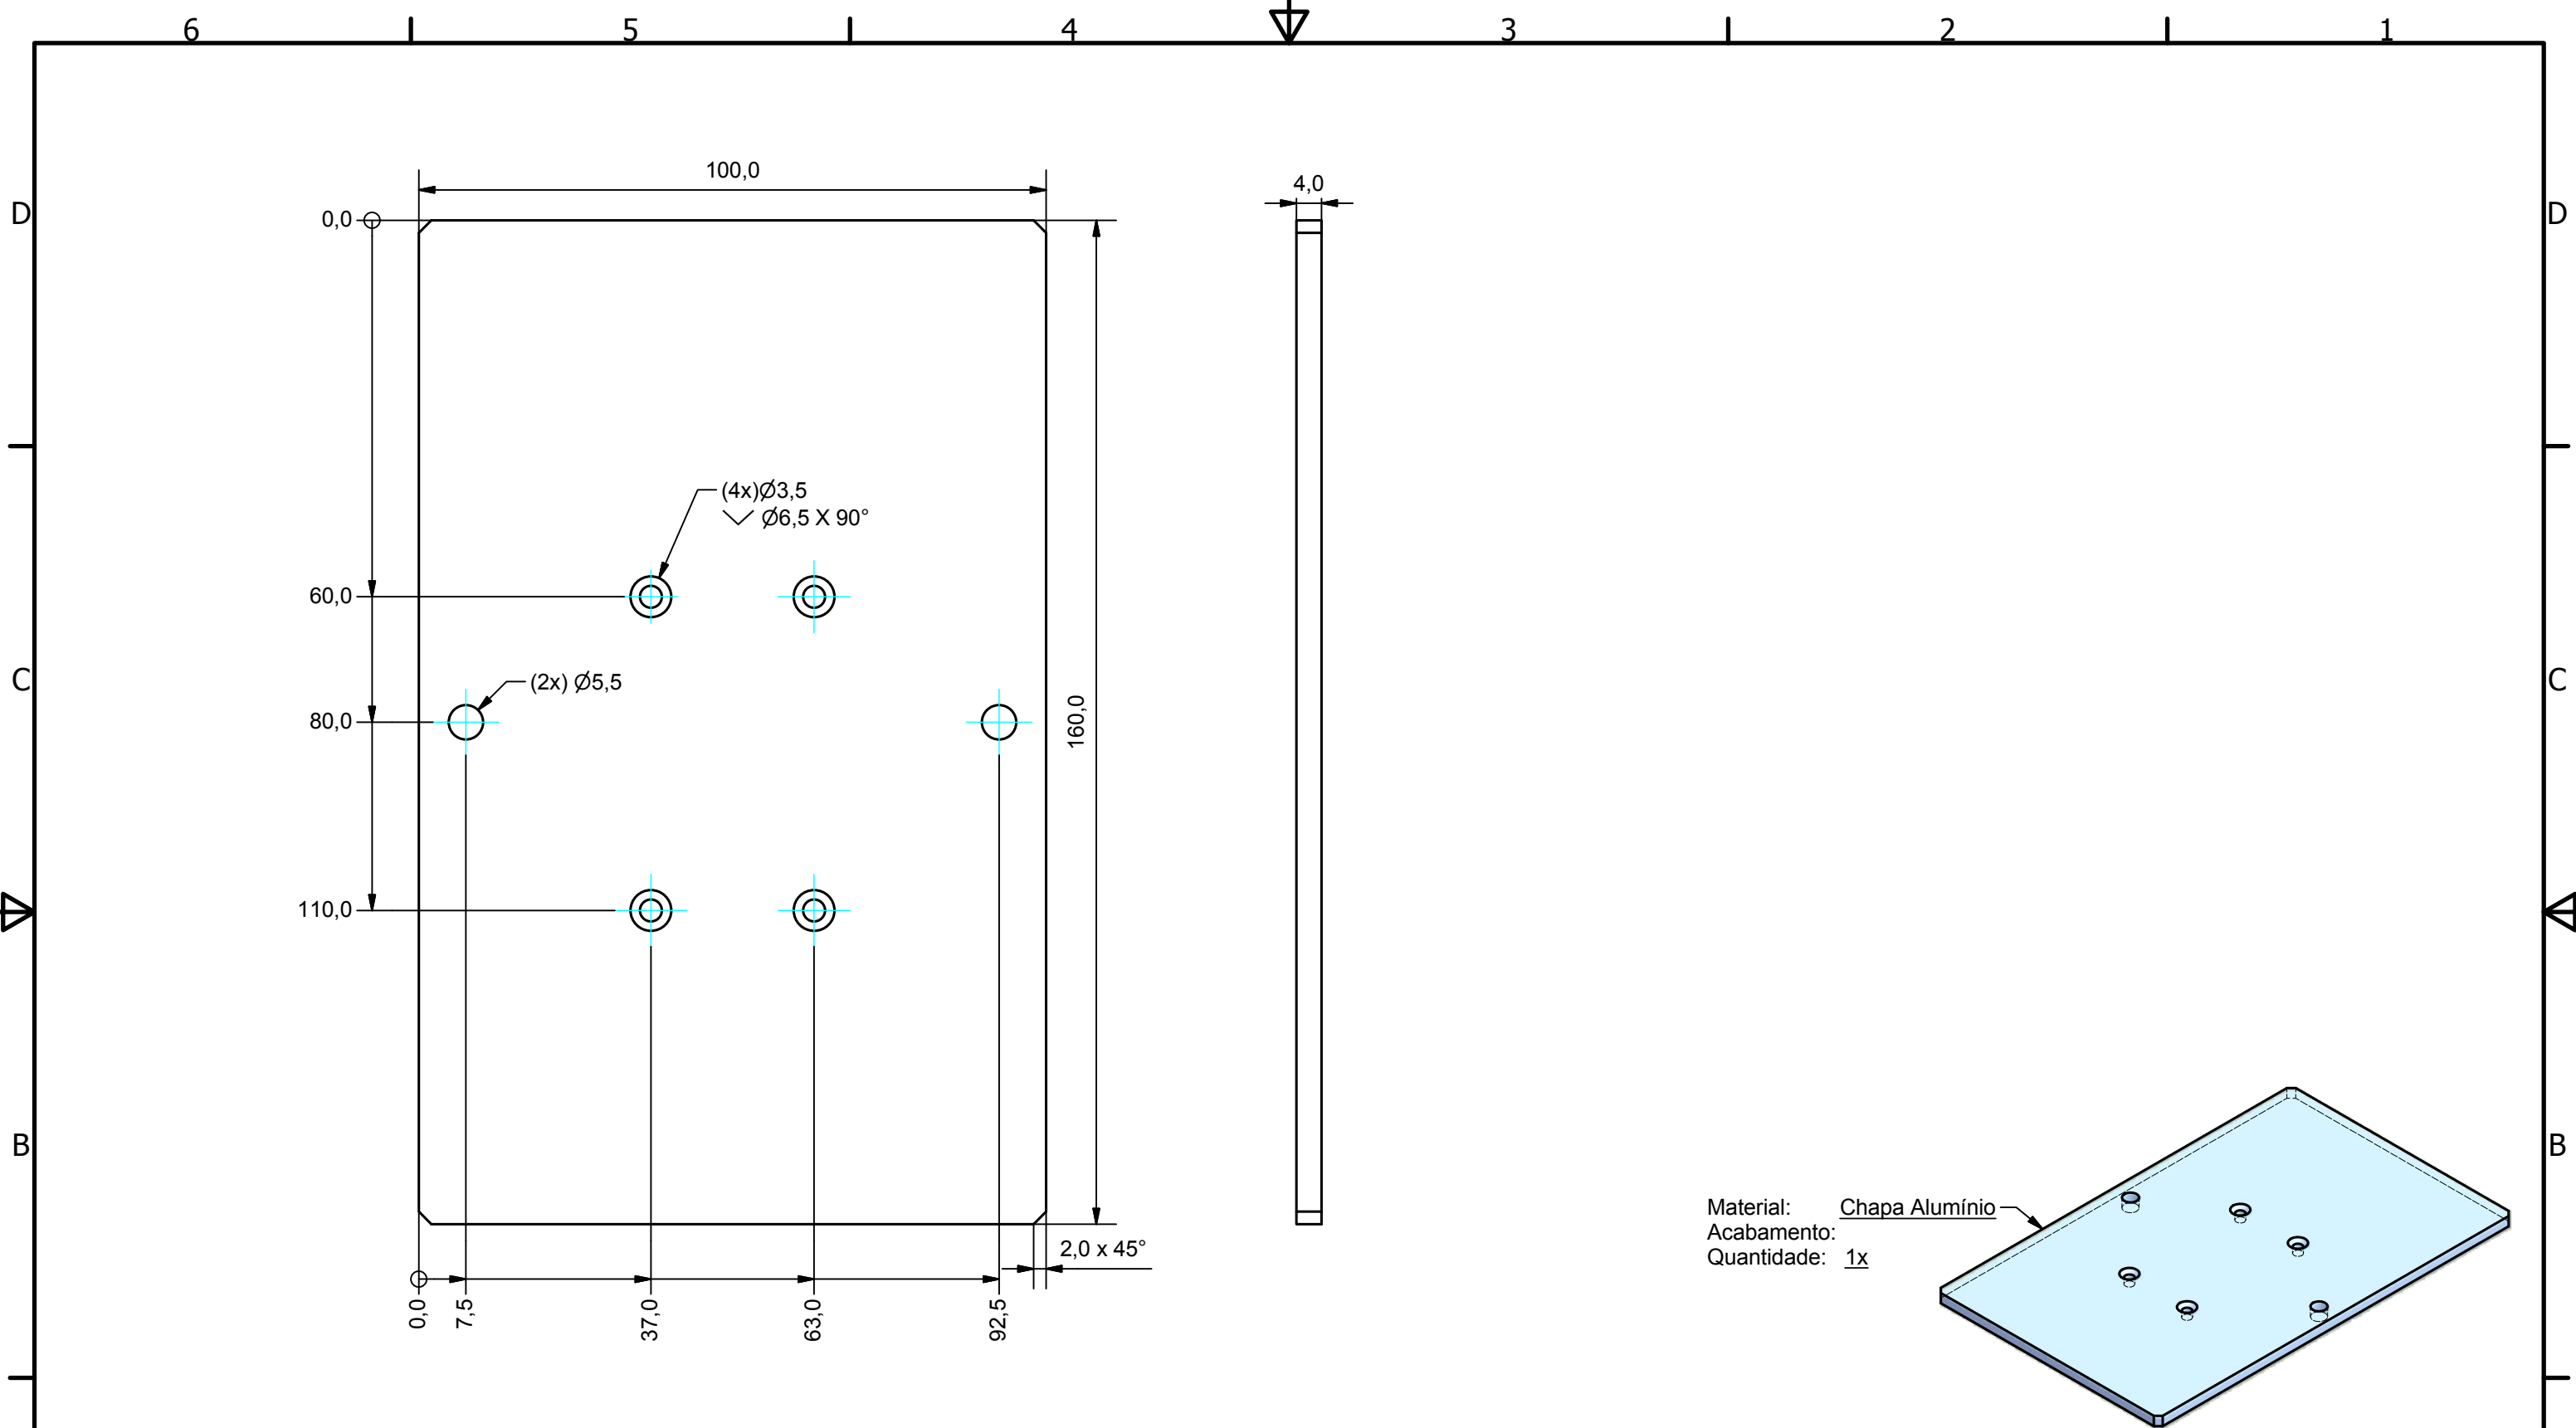 6 5 4 3 2 1
D D
100,0
4,0
0,0
(4x)Ø3,5
Ø6,5 X 90°
60,0
C C
(2x) Ø5,5
80,0
160,0
110,0
B B
Material: Chapa Alumínio
Acabamento:
Quantidade: 1x
2,0 x 45°
0,0 7,5 37,0 63,0 92,5